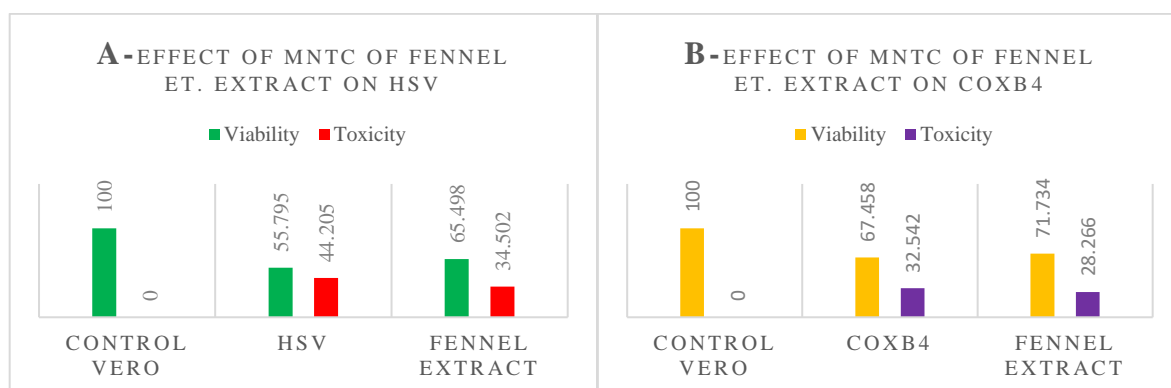 A-EFFECT OF MNTC OF FENNEL
ET. EXTRACT ON HSV
Viability Toxicity
100
0
55.795
44.205
65.498
34.502
CONTROL
VERO
HSV
FENNEL
EXTRACT
B-EFFECT OF MNTC OF FENNEL
ET. EXTRACT ON COXB4
Viability Toxicity
100
0
67.458
32.542
71.734
28.266
CONTROL
VERO
COXB4
FENNEL
EXTRACT